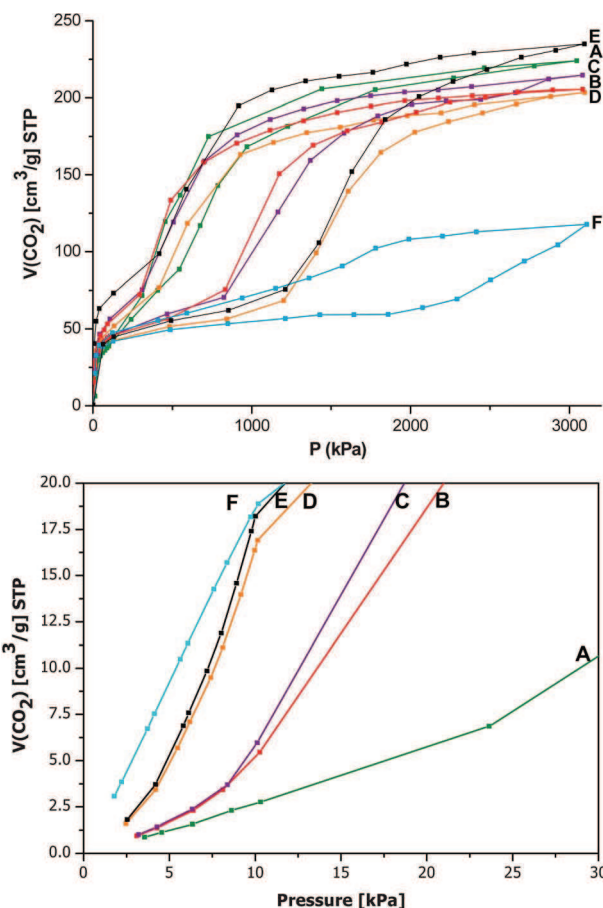 250
200
150
100
50
0
V(CO₂) [cm³/g] STP
E
A
C
B
D
F
0 1000 2000 3000
P (kPa)
20.0
17.5
15.0
12.5
10.0
7.5
5.0
2.5
0.0
V(CO₂) [cm³/g] STP
F E D C B
A
0 5 10 15 20 25 30
Pressure [kPa]